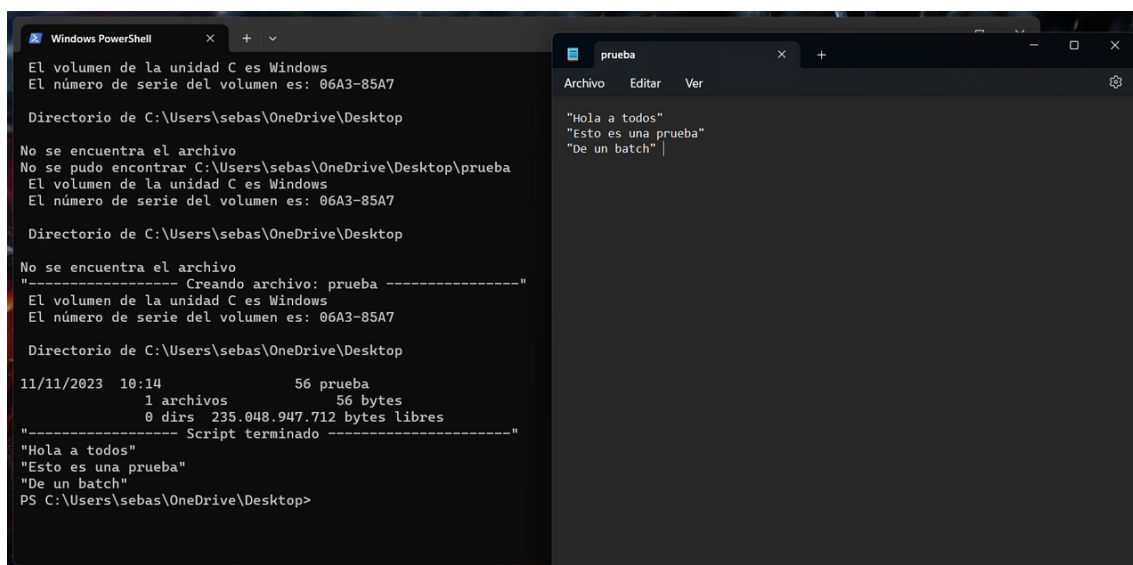 Windows PowerShell
El volumen de la unidad C es Windows
El número de serie del volumen es: 06A3-85A7
Directorio de C:\Users\sebas\OneDrive\Desktop
No se encuentra el archivo
No se pudo encontrar C:\Users\sebas\OneDrive\Desktop\prueba
El volumen de la unidad C es Windows
El número de serie del volumen es: 06A3-85A7
Directorio de C:\Users\sebas\OneDrive\Desktop
No se encuentra el archivo
"------------------ Creando archivo: prueba ----------------"
El volumen de la unidad C es Windows
El número de serie del volumen es: 06A3-85A7
Directorio de C:\Users\sebas\OneDrive\Desktop
11/11/2023  10:14                56 prueba
1 archivos             56 bytes
0 dirs  235.048.947.712 bytes libres
"------------------ Script terminado ----------------------"
"Hola a todos"
"Esto es una prueba"
"De un batch"
PS C:\Users\sebas\OneDrive\Desktop>
prueba
Archivo Editar Ver
"Hola a todos"
"Esto es una prueba"
"De un batch"